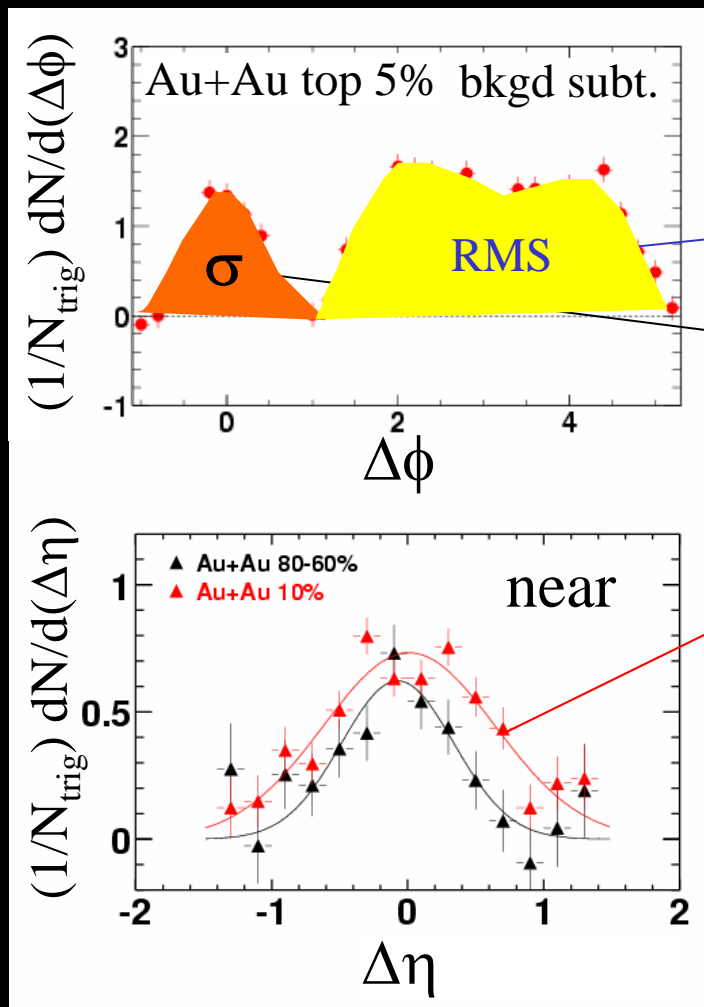 3
Au+Au top 5% bkgd subt.
2
(1/N_trig) dN/d(Δϕ)
1
σ
RMS
0
-1
0 2 4
Δϕ
Au+Au 80-60%
Au+Au 10%
near
1
(1/N_trig) dN/d(Δη)
0.5
0
-2 -1 0 1 2
Δη